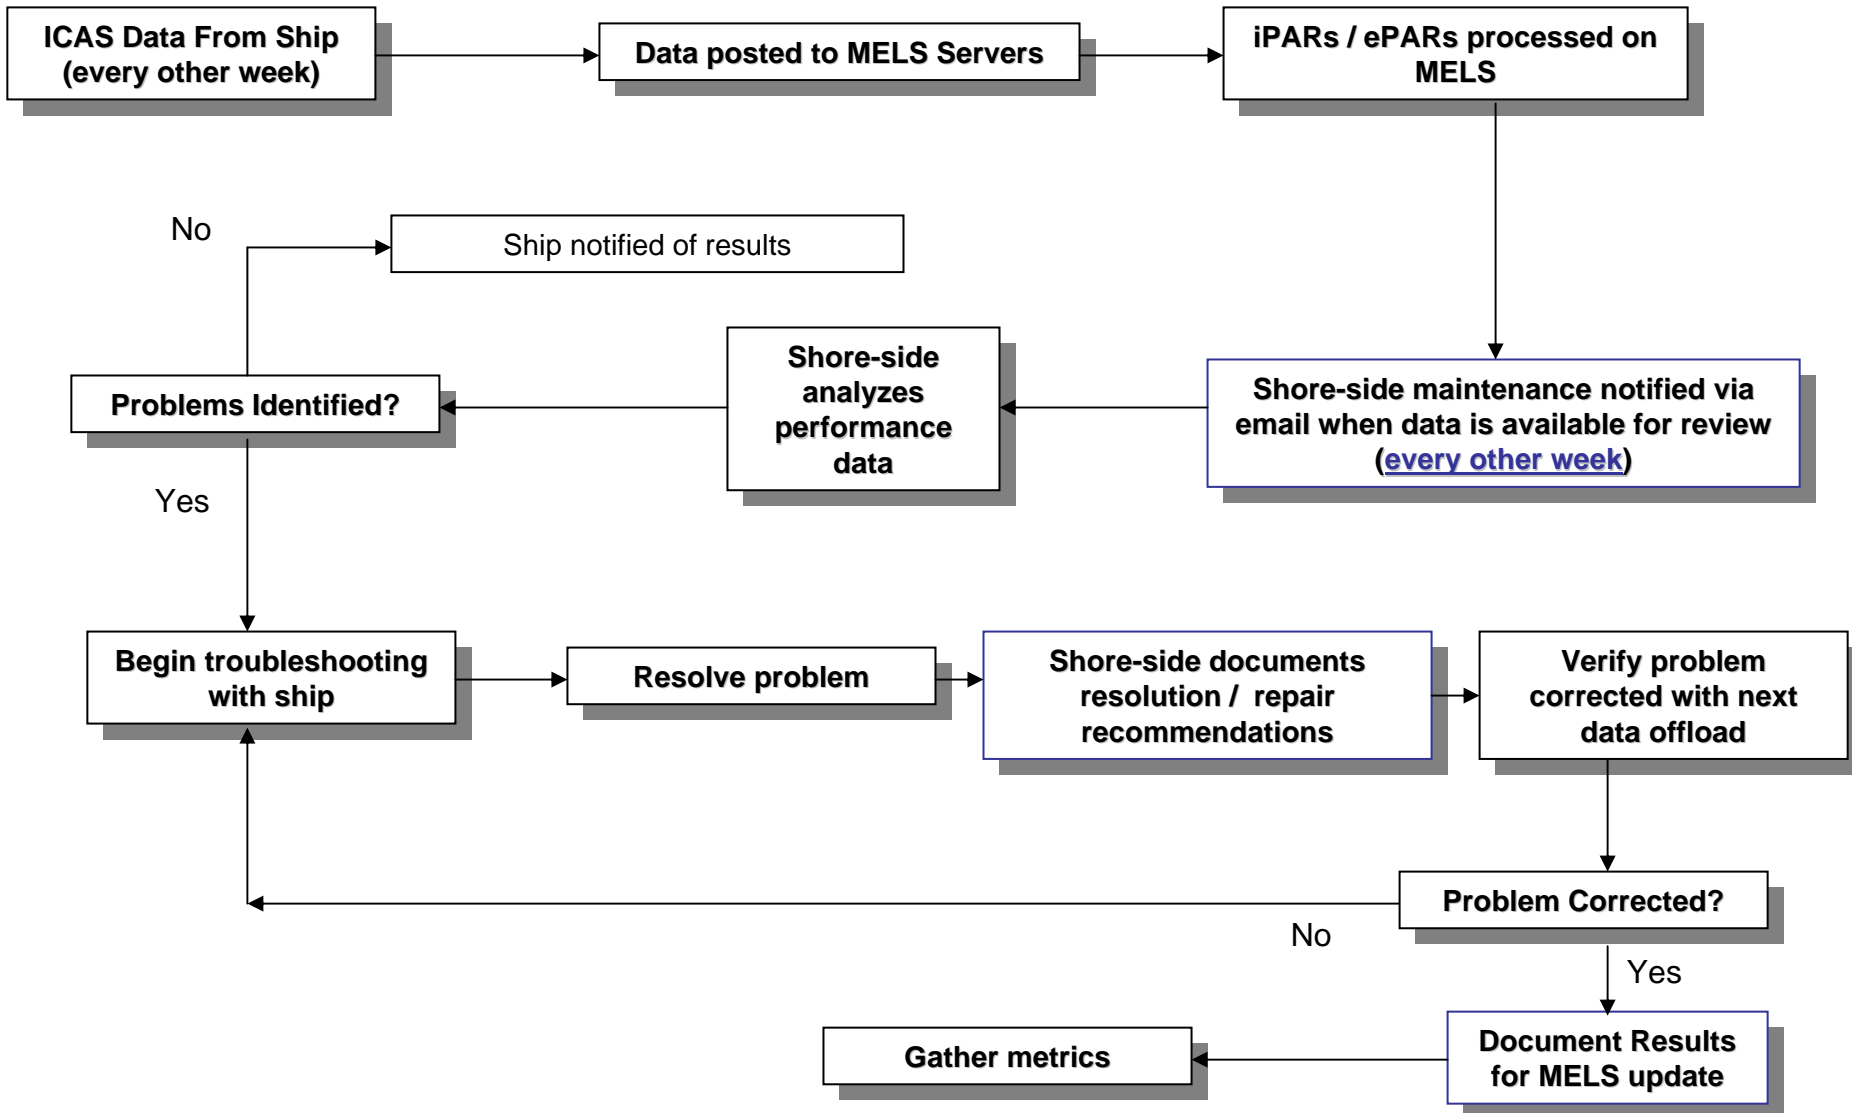 ICAS Data From Ship
(every other week)
Data posted to MELS Servers
iPARs / ePARs processed on
MELS
No
Ship notified of results
Problems Identified?
Shore-side
analyzes
performance
data
Shore-side maintenance notified via
email when data is available for review
(every other week)
Yes
Begin troubleshooting
with ship
Resolve problem
Shore-side documents
resolution / repair
recommendations
Verify problem
corrected with next
data offload
Problem Corrected?
No
Yes
Gather metrics
Document Results
for MELS update